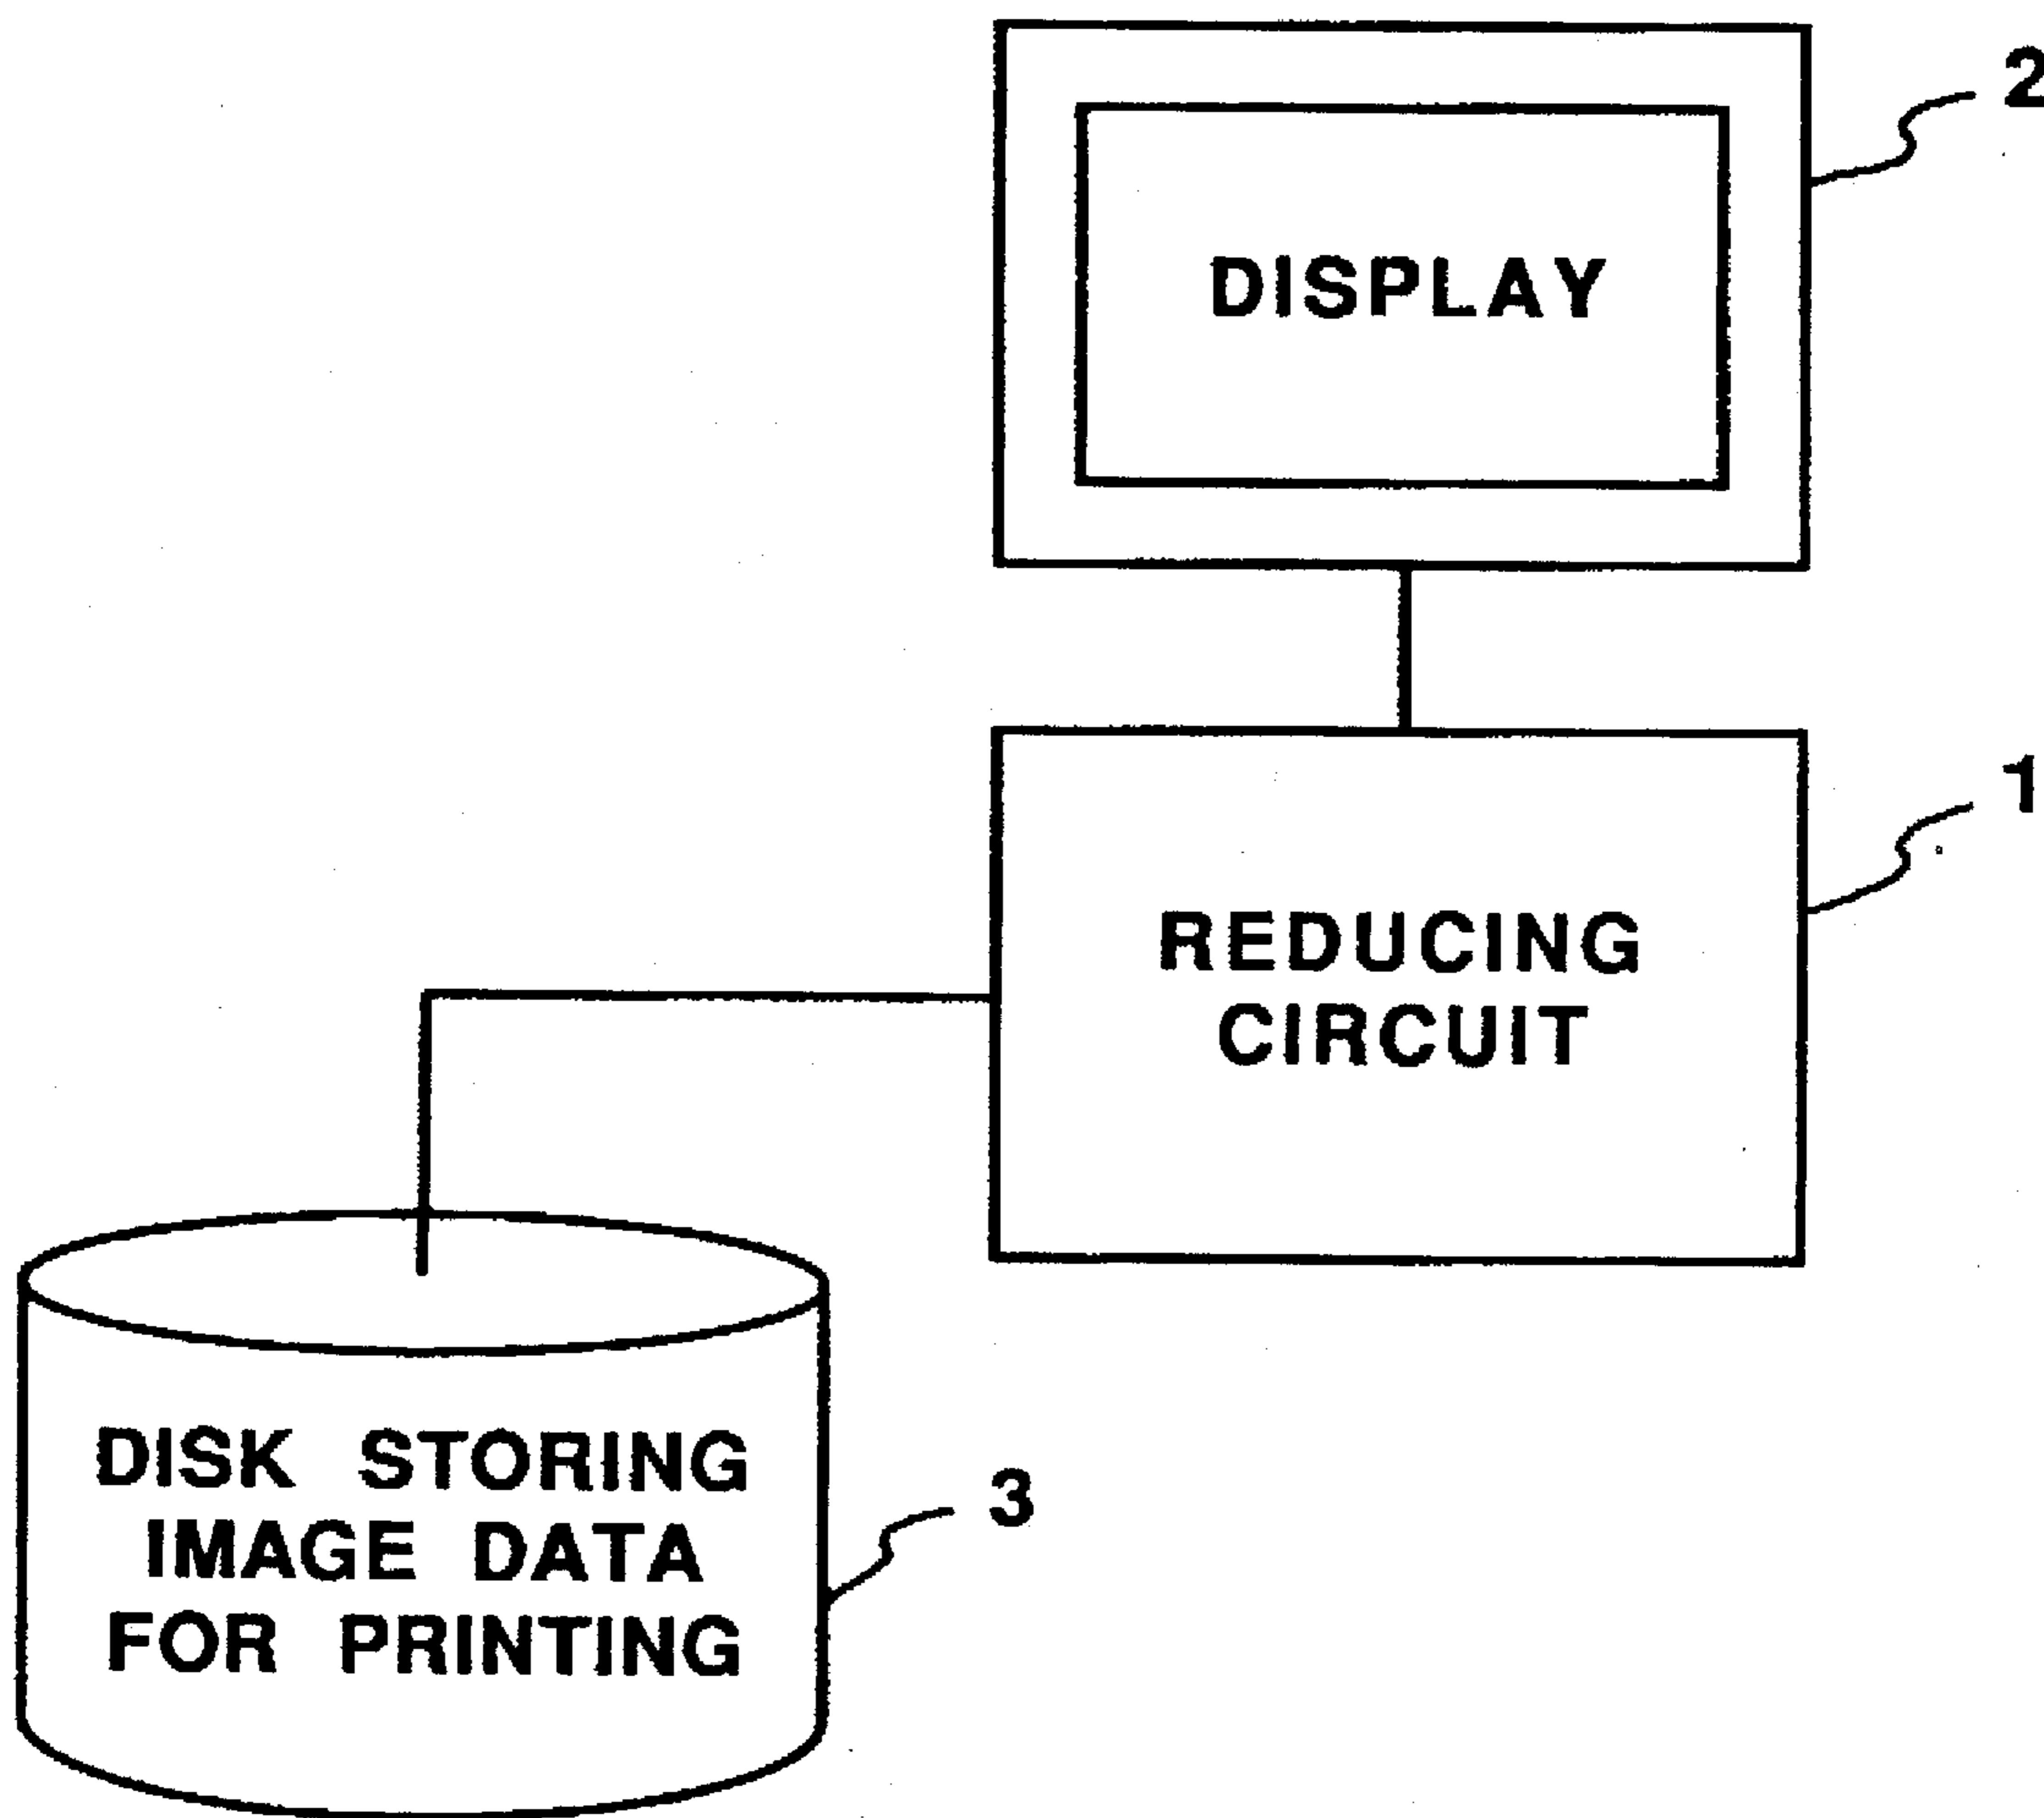 2
DISPLAY
1
REDUCING
CIRCUIT
DISK STORING
IMAGE DATA
FOR PRINTING
3